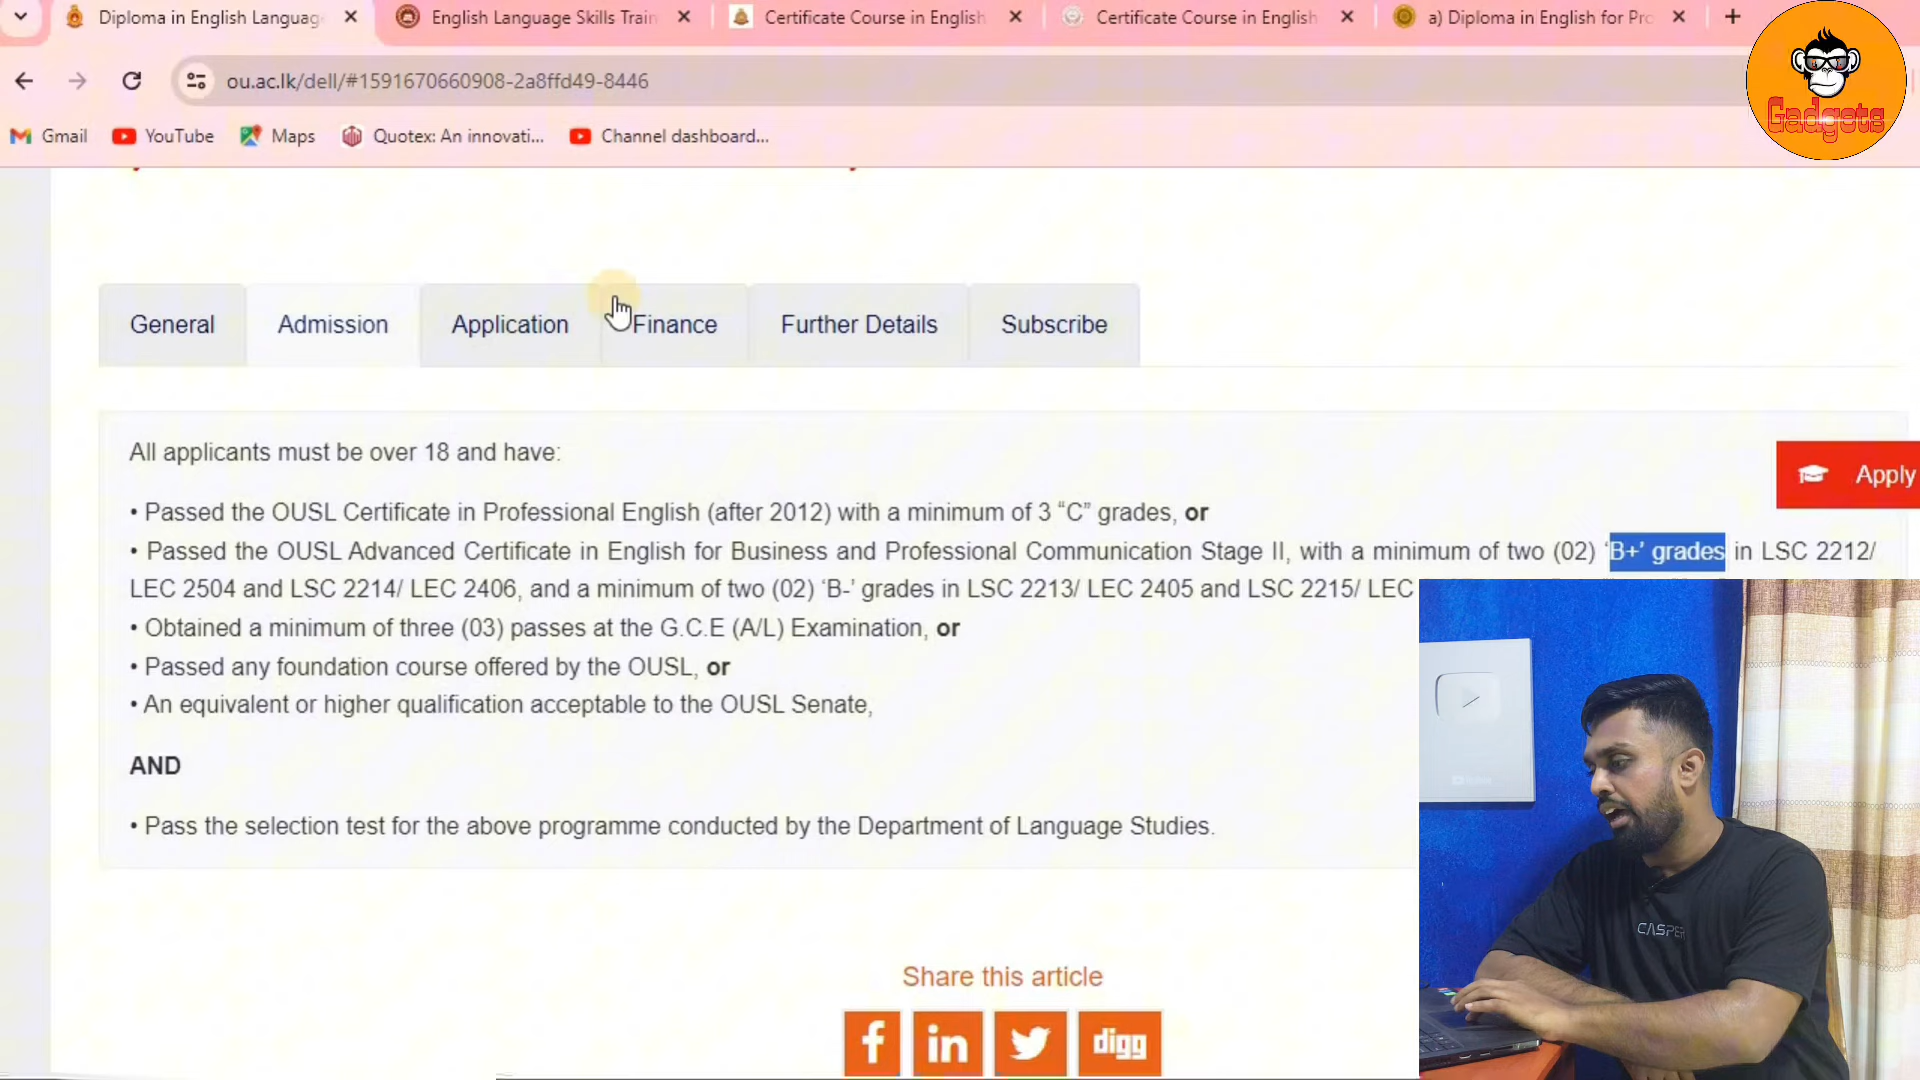 Diploma in English Languag
English Language Skills Train
Certificate Course in English
Certificate Course in English
a) Diploma in English for Pro
ou.ac.lk/dell/#1591670660908-2a8ffd49-8446
Gmail
YouTube
Maps
Quotex: An innovati...
Channel dashboard...
Gadgets
General
Admission
Application
Finance
Further Details
Subscribe
All applicants must be over 18 and have:
Apply
• Passed the OUSL Certificate in Professional English (after 2012) with a minimum of 3 “C” grades, or
• Passed the OUSL Advanced Certificate in English for Business and Professional Communication Stage II, with a minimum of two (02) ‘B+’ grades in LSC 2212/
LEC 2504 and LSC 2214/ LEC 2406, and a minimum of two (02) ‘B-’ grades in LSC 2213/ LEC 2405 and LSC 2215/ LEC
• Obtained a minimum of three (03) passes at the G.C.E (A/L) Examination, or
• Passed any foundation course offered by the OUSL, or
• An equivalent or higher qualification acceptable to the OUSL Senate,
AND
• Pass the selection test for the above programme conducted by the Department of Language Studies.
CASPER
Share this article
f
in
digg